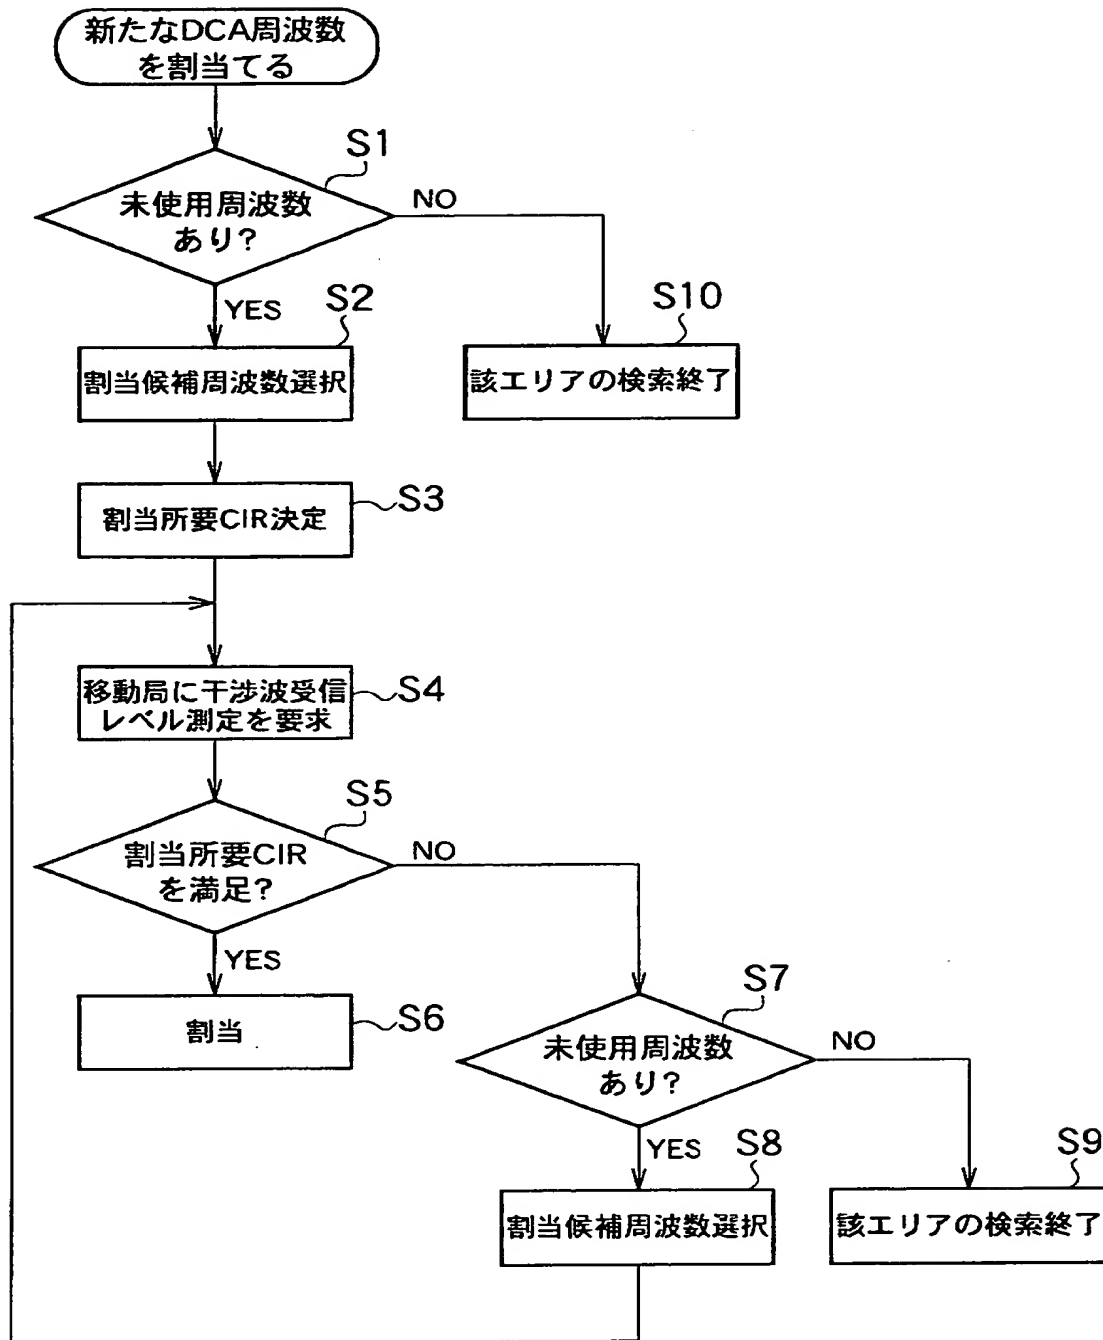 新たなDCA周波数
を割当てる
S1
未使用周波数
あり?
NO
YES
S2
割当候補周波数選択
S10
該エリアの検索終了
S3
割当所要CIR決定
S4
移動局に干渉波受信
レベル測定を要求
S5
割当所要CIR
を満足?
NO
YES
S6
割当
S7
未使用周波数
あり?
NO
YES
S8
割当候補周波数選択
S9
該エリアの検索終了